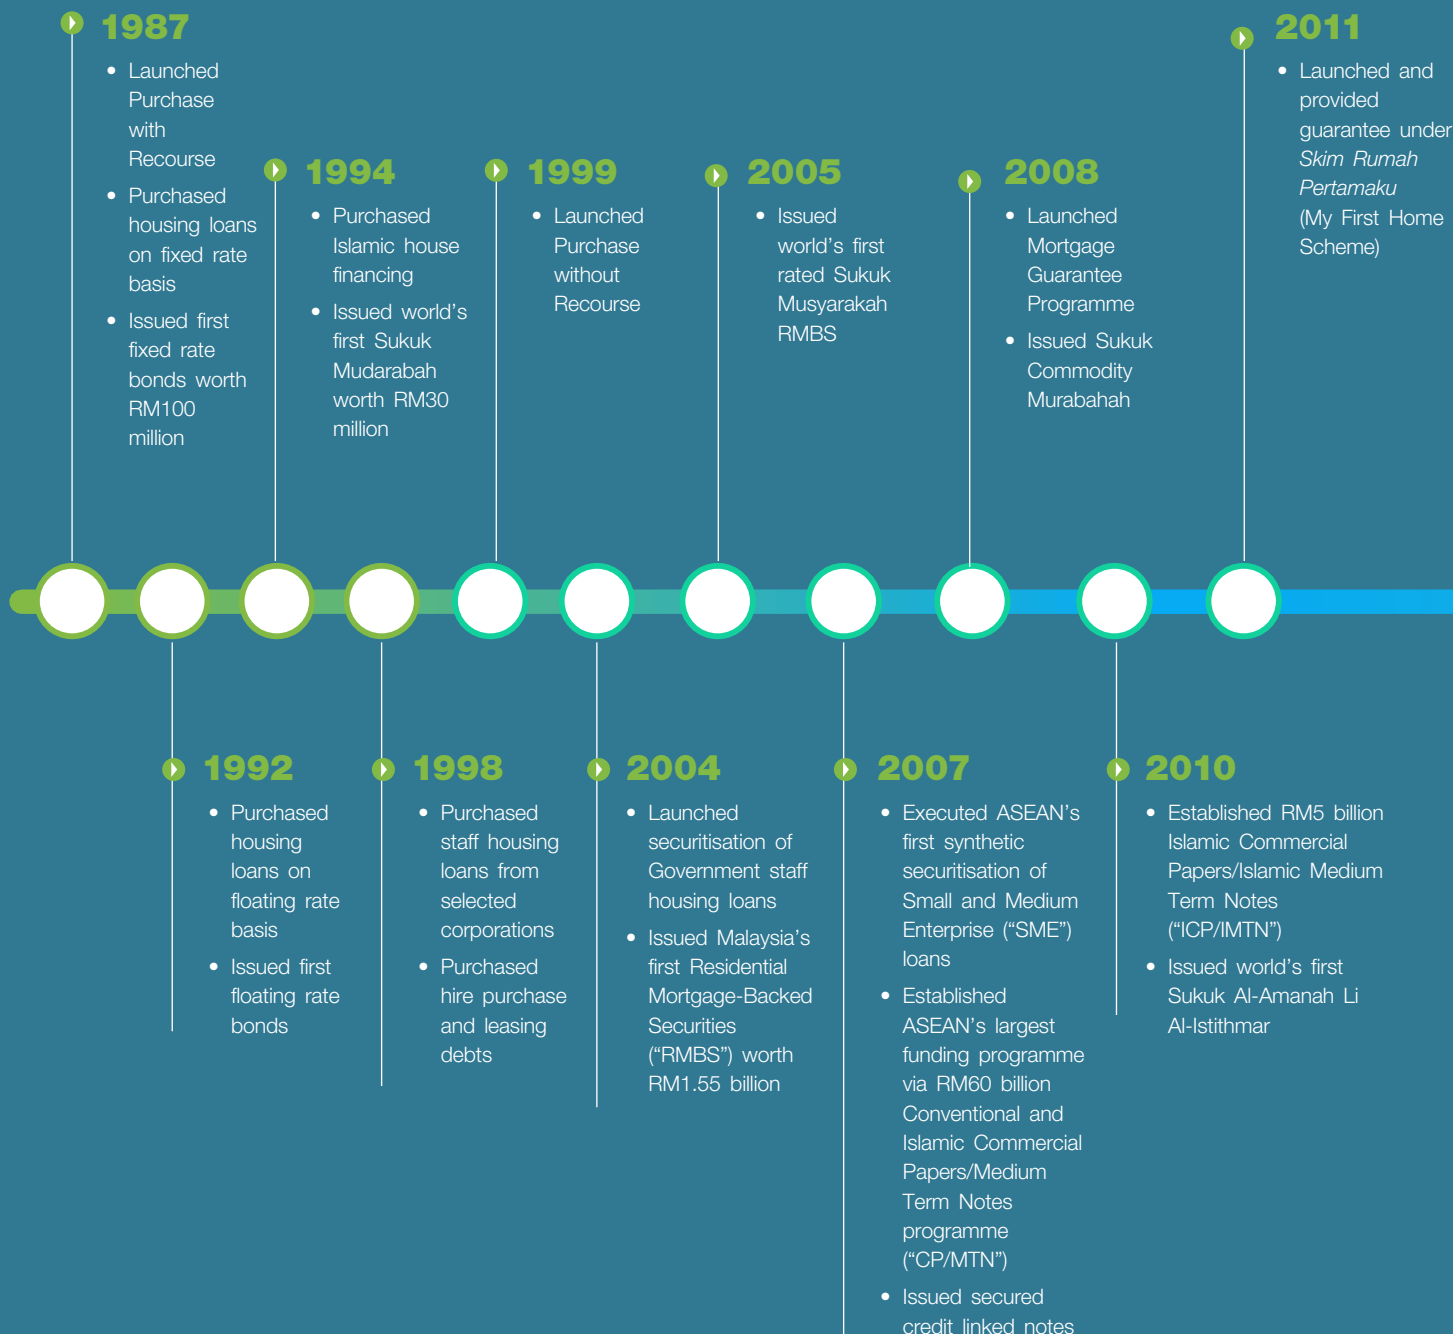 1987
• Launched
Purchase
with
Recourse
• Purchased
housing loans
on fixed rate
basis
• Issued first
fixed rate
bonds worth
RM100
million
1994
• Purchased
Islamic house
financing
• Issued world’s
first Sukuk
Mudarabah
worth RM30
million
1999
• Launched
Purchase
without
Recourse
2005
• Issued
world’s first
rated Sukuk
Musyarakah
RMBS
2008
• Launched
Mortgage
Guarantee
Programme
• Issued Sukuk
Commodity
Murabahah
2011
• Launched and
provided
guarantee under
Skim Rumah
Pertamaku
(My First Home
Scheme)
1992
• Purchased
housing
loans on
floating rate
basis
• Issued first
floating rate
bonds
1998
• Purchased
staff housing
loans from
selected
corporations
• Purchased
hire purchase
and leasing
debts
2004
• Launched
securitisation of
Government staff
housing loans
• Issued Malaysia’s
first Residential
Mortgage-Backed
Securities
(“RMBS”) worth
RM1.55 billion
2007
• Executed ASEAN’s
first synthetic
securitisation of
Small and Medium
Enterprise (“SME”)
loans
• Established
ASEAN’s largest
funding programme
via RM60 billion
Conventional and
Islamic Commercial
Papers/Medium
Term Notes
programme
(“CP/MTN”)
• Issued secured
credit linked notes
2010
• Established RM5 billion
Islamic Commercial
Papers/Islamic Medium
Term Notes
(“ICP/IMTN”)
• Issued world’s first
Sukuk Al-Amanah Li
Al-Istithmar